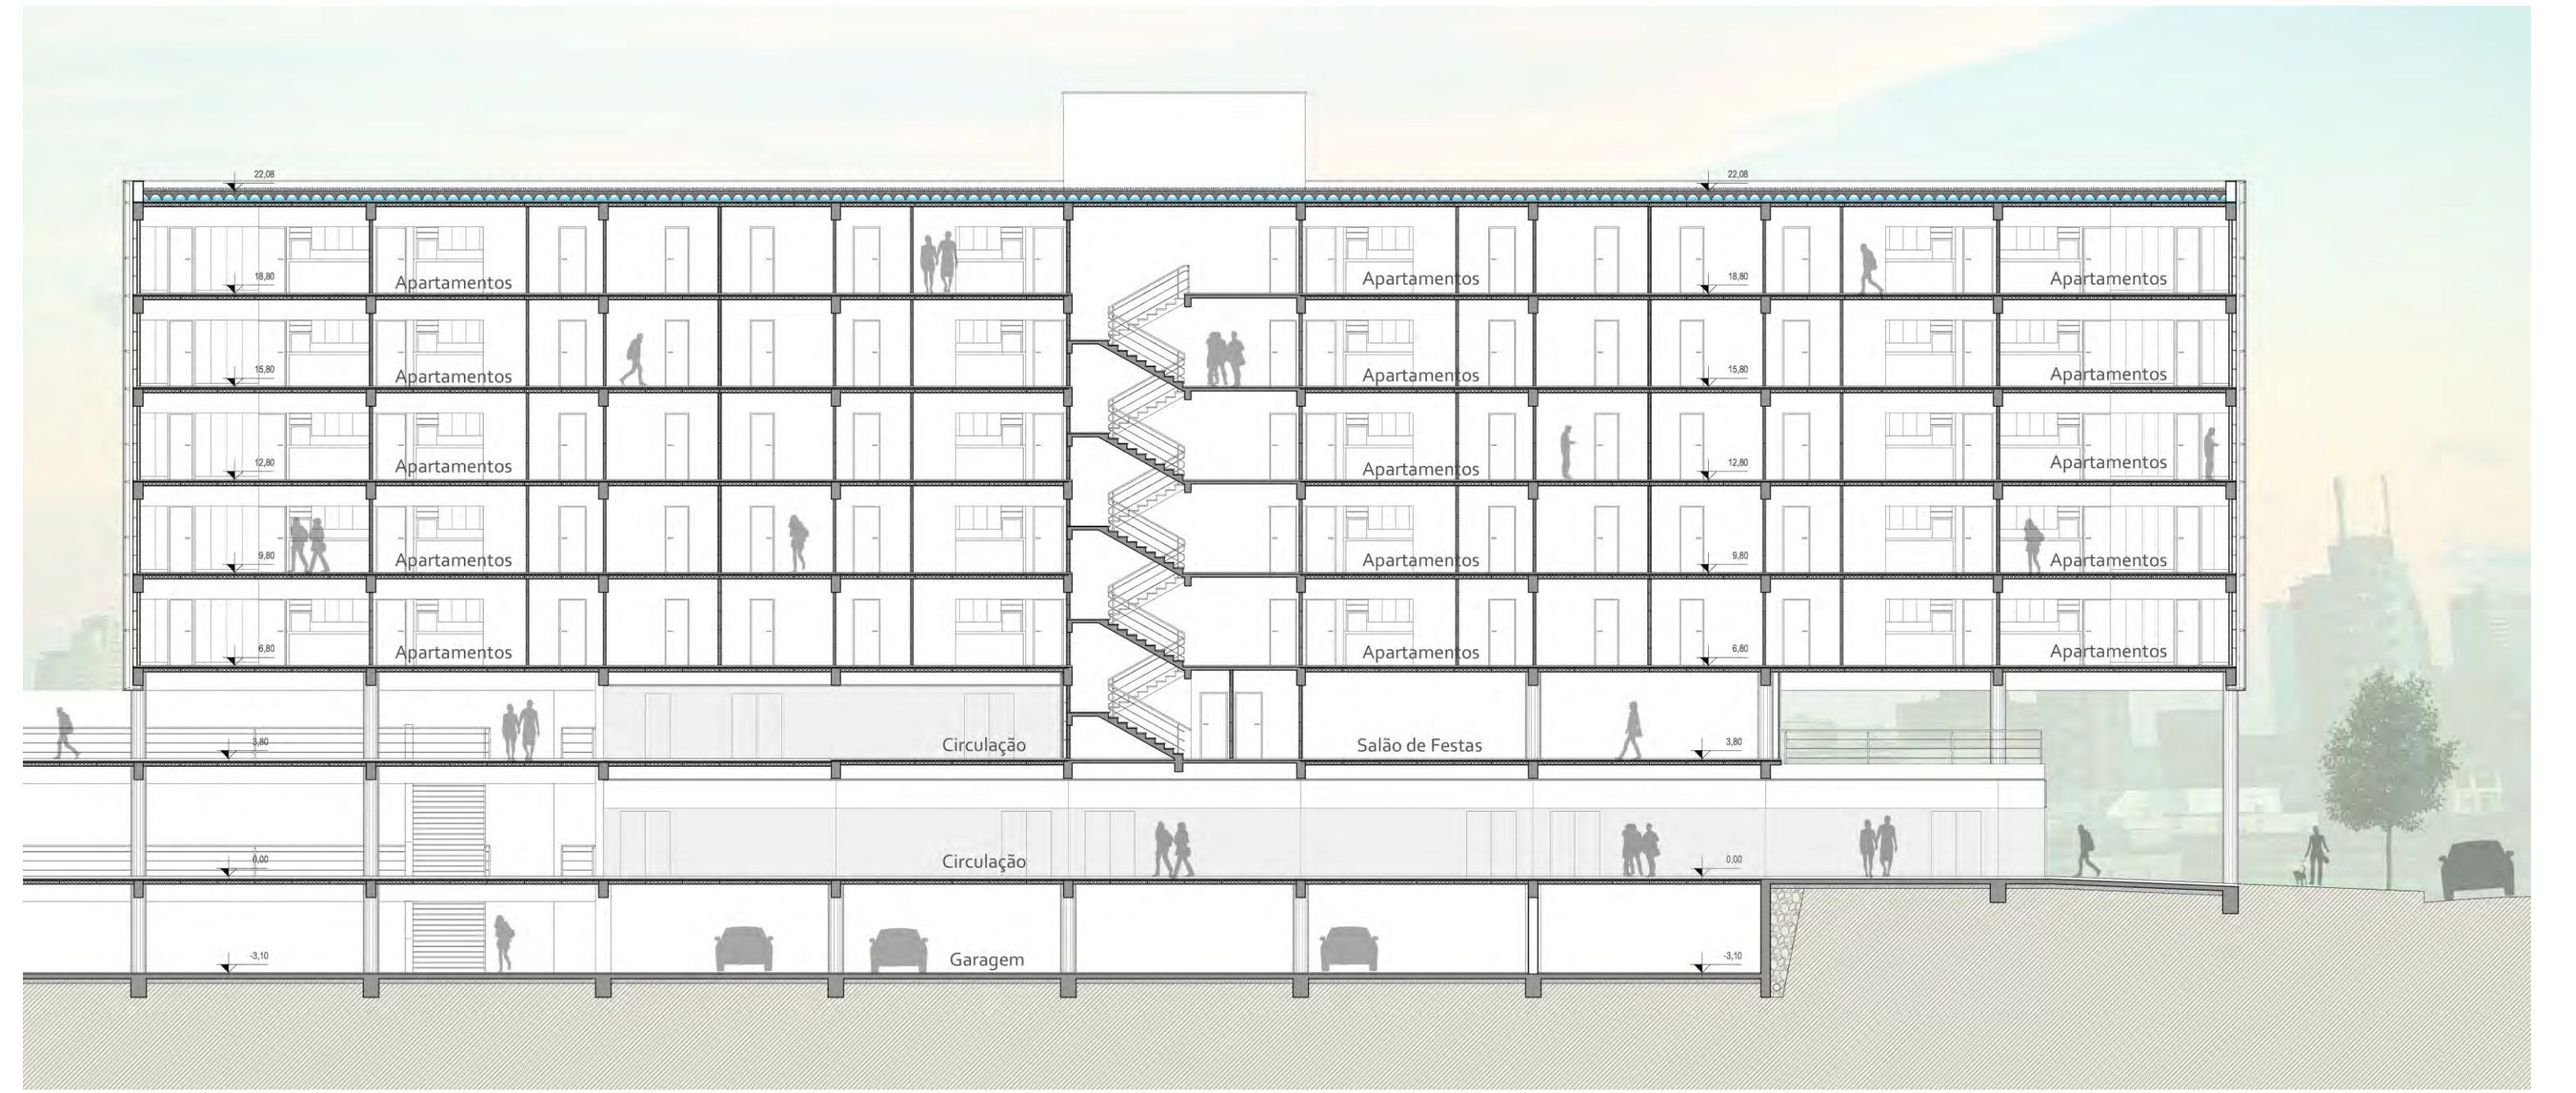 22,08
22,08
18,80
Apartamentos
Apartamentos
18,80
Apartamentos
15,80
Apartamentos
Apartamentos
15,80
Apartamentos
12,80
Apartamentos
Apartamentos
12,80
Apartamentos
9,80
Apartamentos
Apartamentos
9,80
Apartamentos
6,80
Apartamentos
Apartamentos
6,80
Apartamentos
3,80
Circulação
Salão de Festas
3,80
0,00
Circulação
0,00
-3,10
Garagem
-3,10